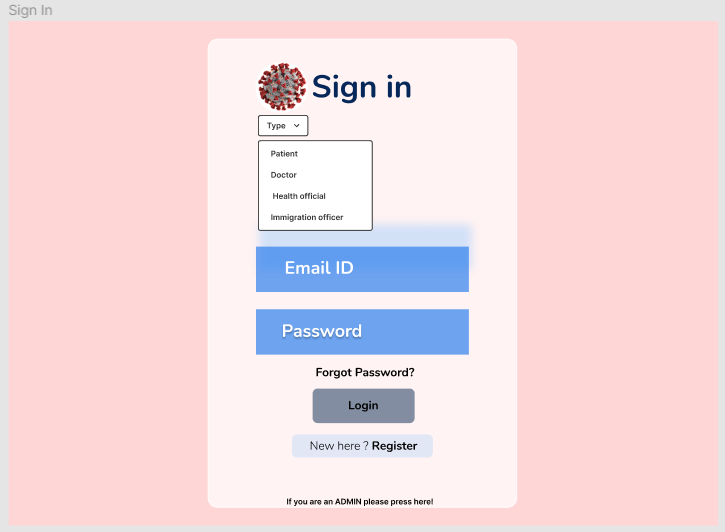 Sign In
Sign in
Type
Patient
Doctor
Health official
Immigration officer
Email ID
Password
Forgot Password?
Login
New here ? Register
If you are an ADMIN please press here!